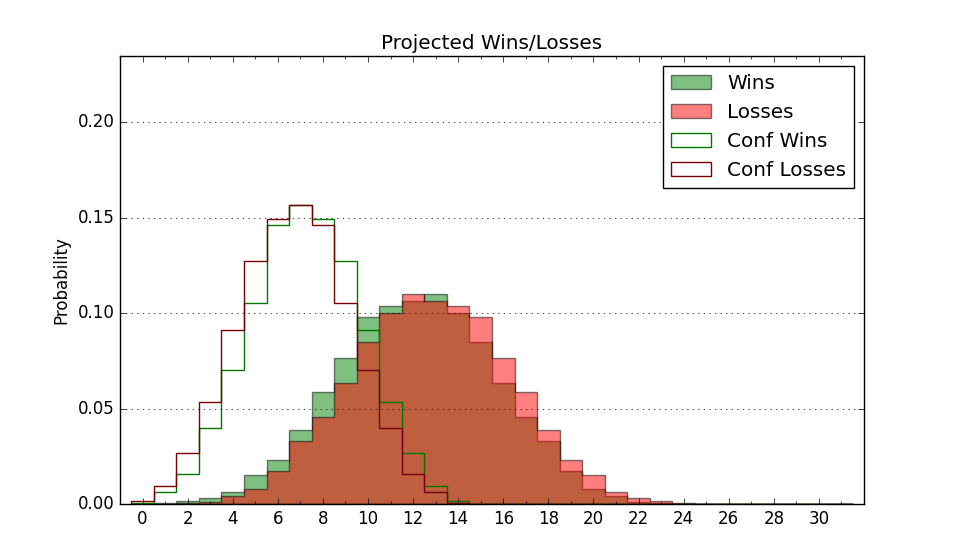 Projected Wins/Losses
Wins
Losses
Conf Wins
Conf Losses
Probability
0.20
0.15
0.10
0.05
0.00
0 2 4 6 8 10 12 14 16 18 20 22 24 26 28 30